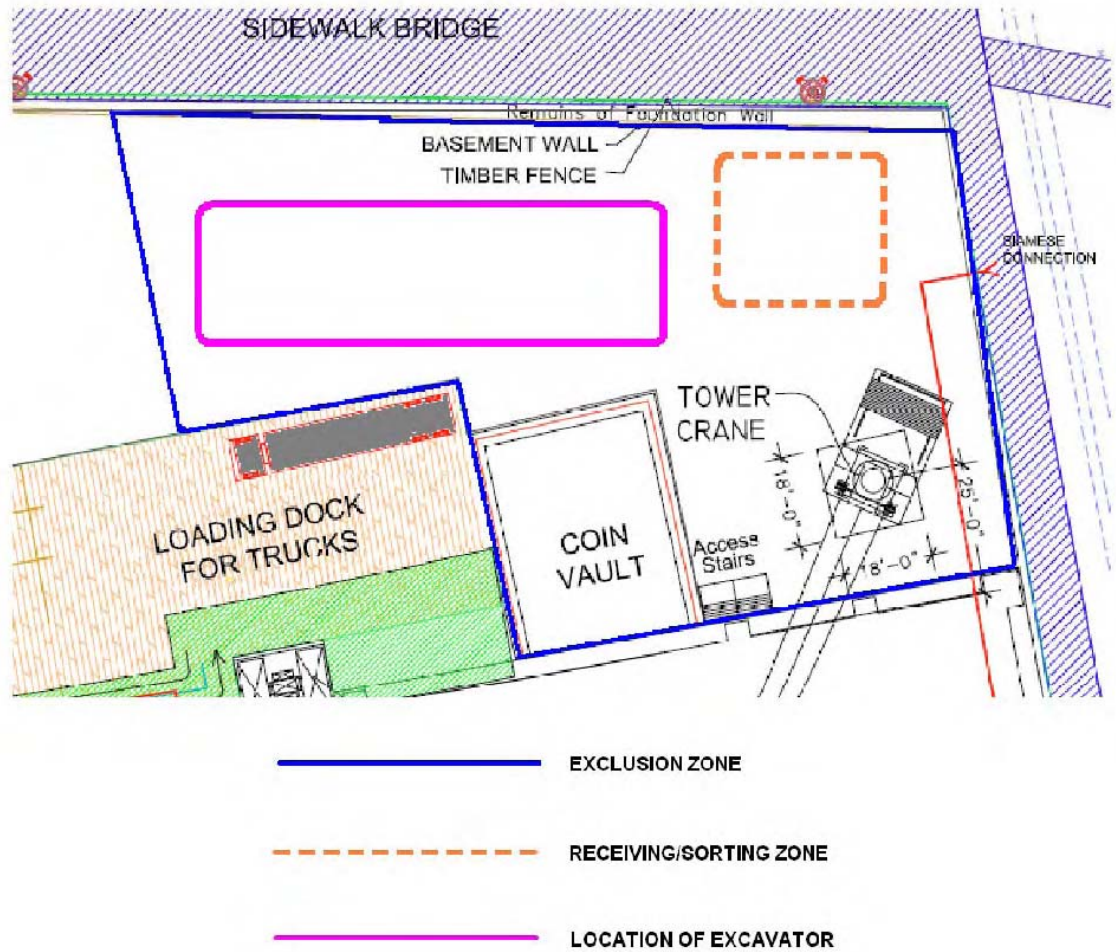 SIDEWALK BRIDGE
Remains of Foundation Wall
BASEMENT WALL
TIMBER FENCE
SIAMESE
CONNECTION
TOWER
CRANE
18'-0"
25'-0"
18'-0"
LOADING DOCK
FOR TRUCKS
COIN
VAULT
Access
Stairs
EXCLUSION ZONE
RECEIVING/SORTING ZONE
LOCATION OF EXCAVATOR